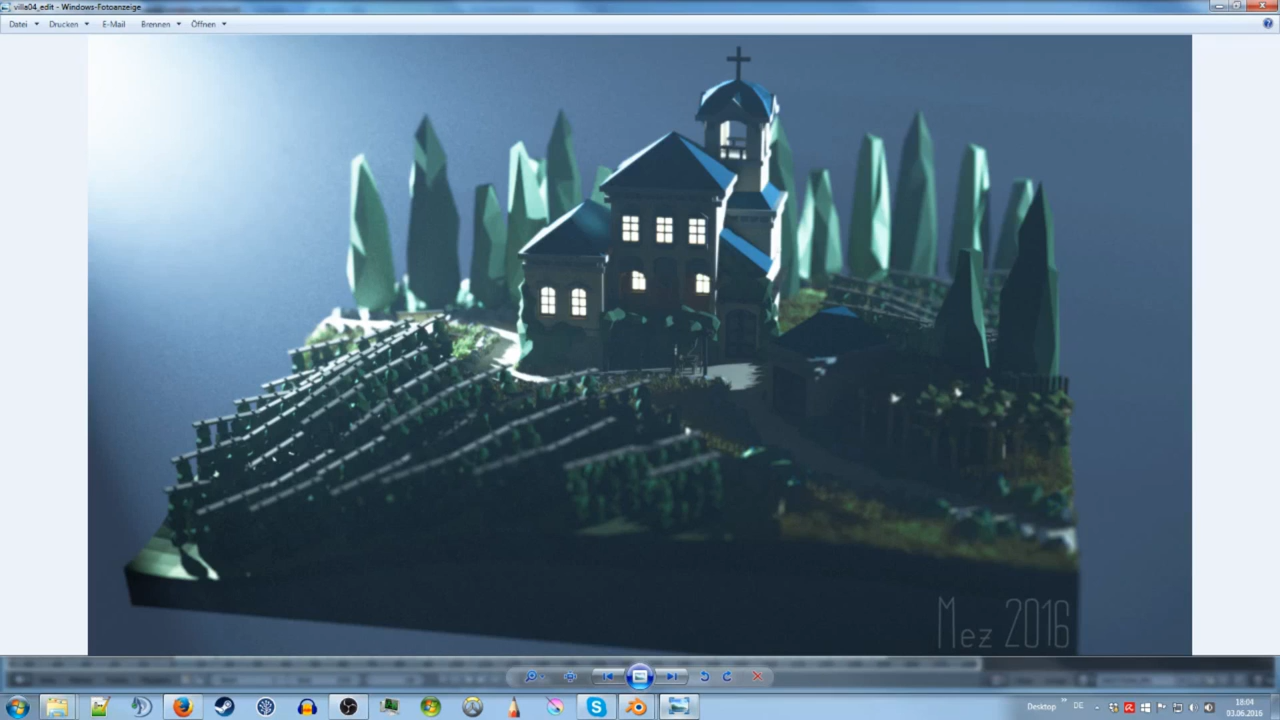 villa04_edit - Windows-Fotoanzeige
Datei Drucken E-Mail Brennen Öffnen
Mez 2016
Desktop DE 18:04
03.06.2016